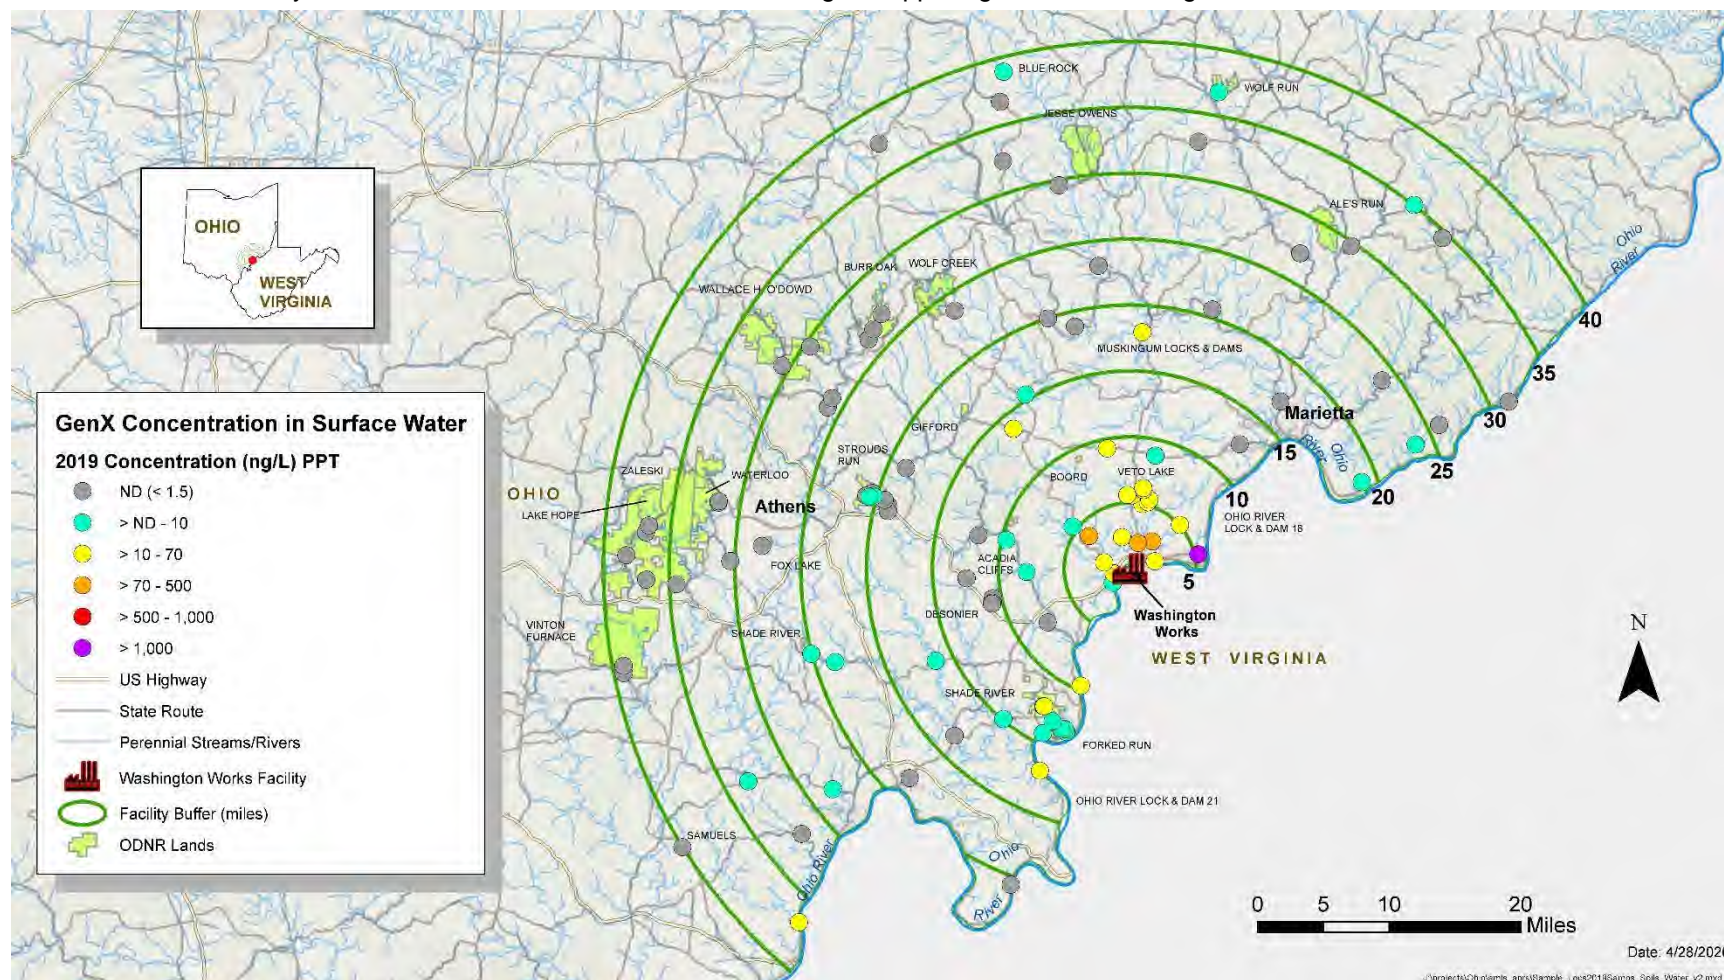 BLUE ROCK
WOLF RUN
JESSE OWENS
OHIO
WEST
VIRGINIA
ALE'S RUN
Ohio
River
BURR OAK
WOLF CREEK
WALLACE H. O'DOWD
40
MUSKINGUM LOCKS & DAMS
35
GenX Concentration in Surface Water
2019 Concentration (ng/L) PPT
ND (< 1.5)
> ND - 10
> 10 - 70
> 70 - 500
> 500 - 1,000
> 1,000
US Highway
State Route
Perennial Streams/Rivers
Washington Works Facility
Facility Buffer (miles)
ODNR Lands
Marietta
30
GIFFORD
STROUDS
RUN
15
Ohio
River
25
ZALESKI
WATERLOO
BOORD
VETO LAKE
20
10
OHIO
LAKE HOPE
Athens
OHIO RIVER
LOCK & DAM 18
ACADIA
CLIFFS
FOX LAKE
5
DESONIER
Washington
Works
VINTON
FURNACE
SHADE RIVER
WEST VIRGINIA
N
SHADE RIVER
FORKED RUN
OHIO RIVER LOCK & DAM 21
SAMUELS
Ohio River
Ohio
River
0 5 10 20
Miles